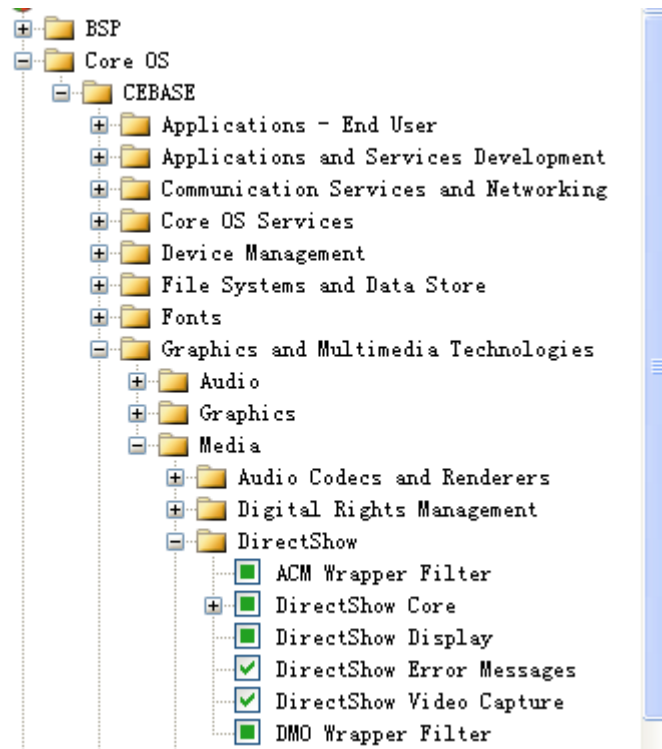 BSP
Core OS
CEBASE
Applications - End User
Applications and Services Development
Communication Services and Networking
Core OS Services
Device Management
File Systems and Data Store
Fonts
Graphics and Multimedia Technologies
Audio
Graphics
Media
Audio Codecs and Renderers
Digital Rights Management
DirectShow
ACM Wrapper Filter
DirectShow Core
DirectShow Display
DirectShow Error Messages
DirectShow Video Capture
DMO Wrapper Filter